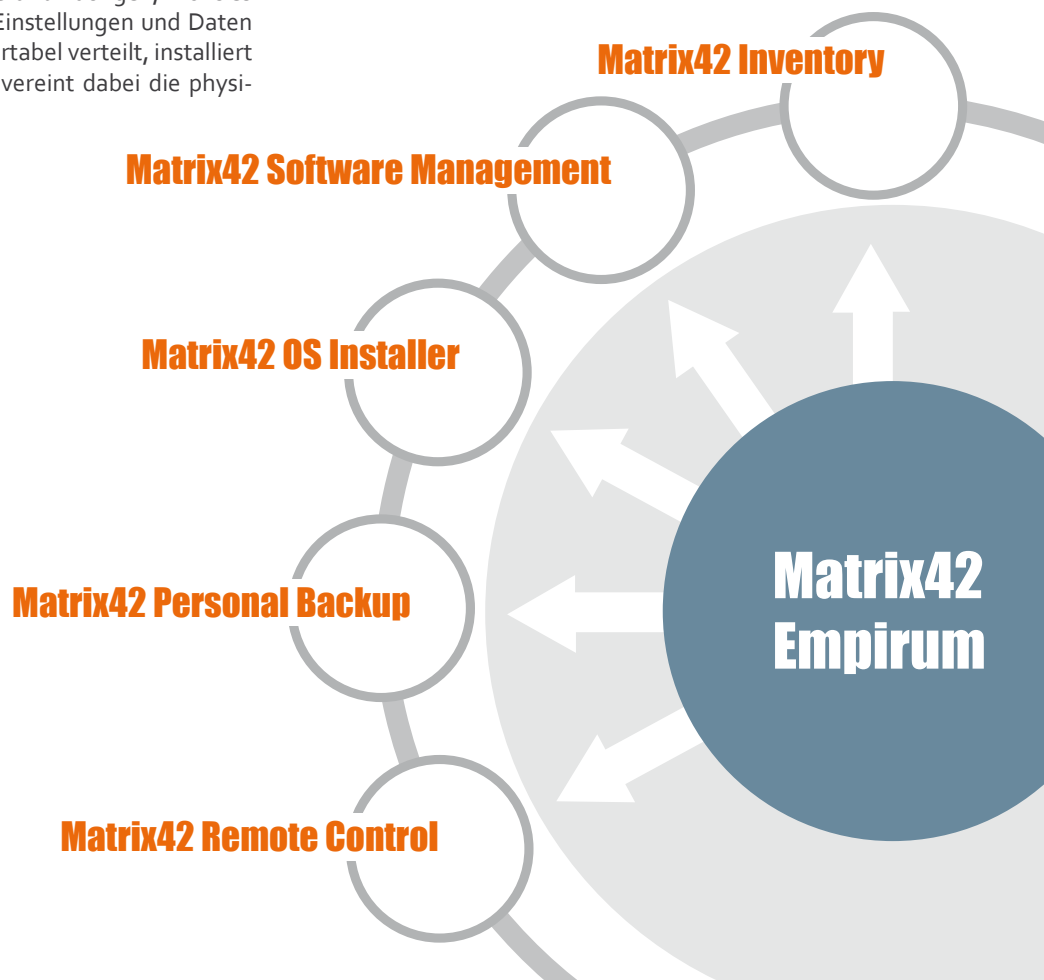 Einstellungen und Daten
verteilt, installiert
vereint dabei die physi-
Matrix42 Inventory
Matrix42 Software Management
Matrix42 OS Installer
Matrix42 Personal Backup
Matrix42 Remote Control
Matrix42
Empirum